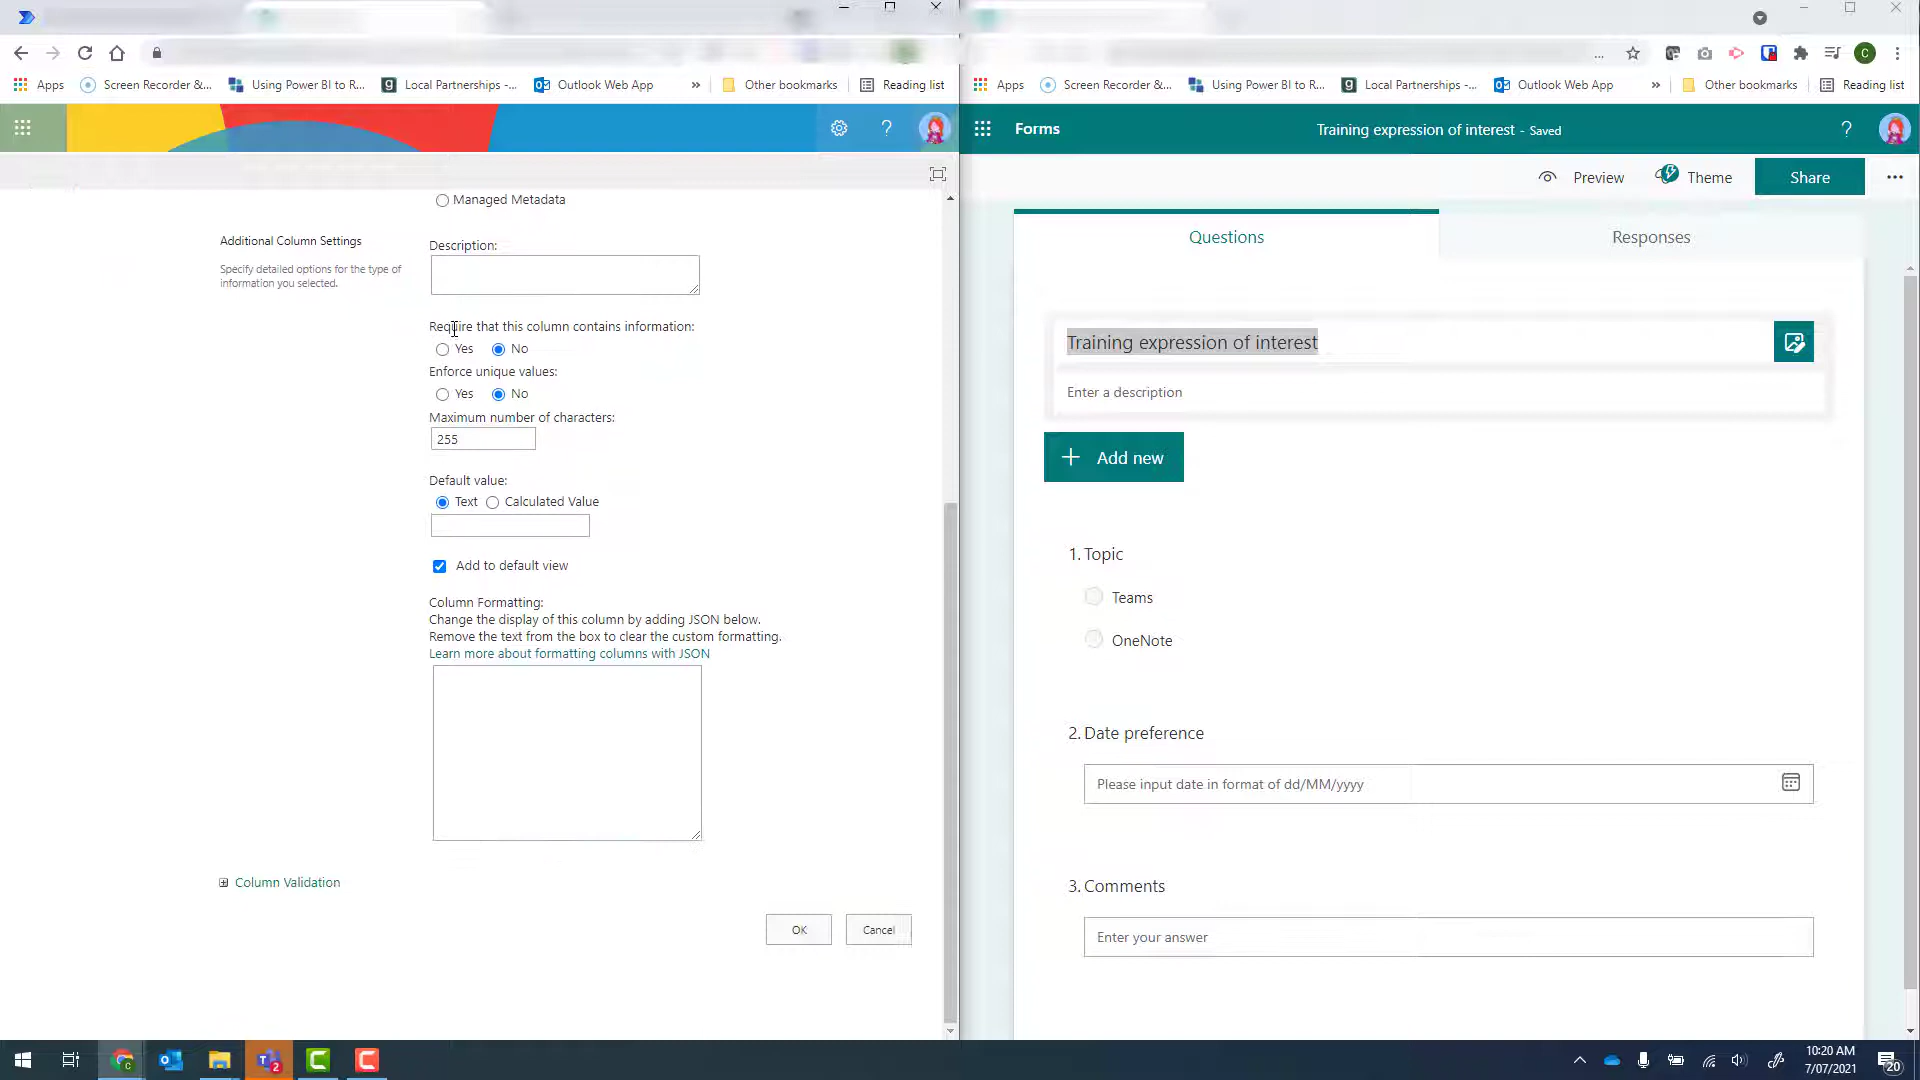 Apps
Screen Recorder &...
Using Power BI to R...
Local Partnerships -...
Outlook Web App
»
Other bookmarks
Reading list
Managed Metadata
Additional Column Settings
Specify detailed options for the type of
information you selected.
Description:
Require that this column contains information:
Yes No
Enforce unique values:
Yes No
Maximum number of characters:
255
Default value:
Text Calculated Value
Add to default view
Column Formatting:
Change the display of this column by adding JSON below.
Remove the text from the box to clear the custom formatting.
Learn more about formatting columns with JSON
Column Validation
OK Cancel
...
C
Apps
Screen Recorder &...
Using Power BI to R...
Local Partnerships -...
Outlook Web App
»
Other bookmarks
Reading list
Forms
Training expression of interest - Saved
?
Preview
Theme
Share
Questions
Responses
Training expression of interest
Enter a description
Add new
1. Topic
Teams
OneNote
2. Date preference
Please input date in format of dd/MM/yyyy
3. Comments
Enter your answer
10:20 AM
7/07/2021
20